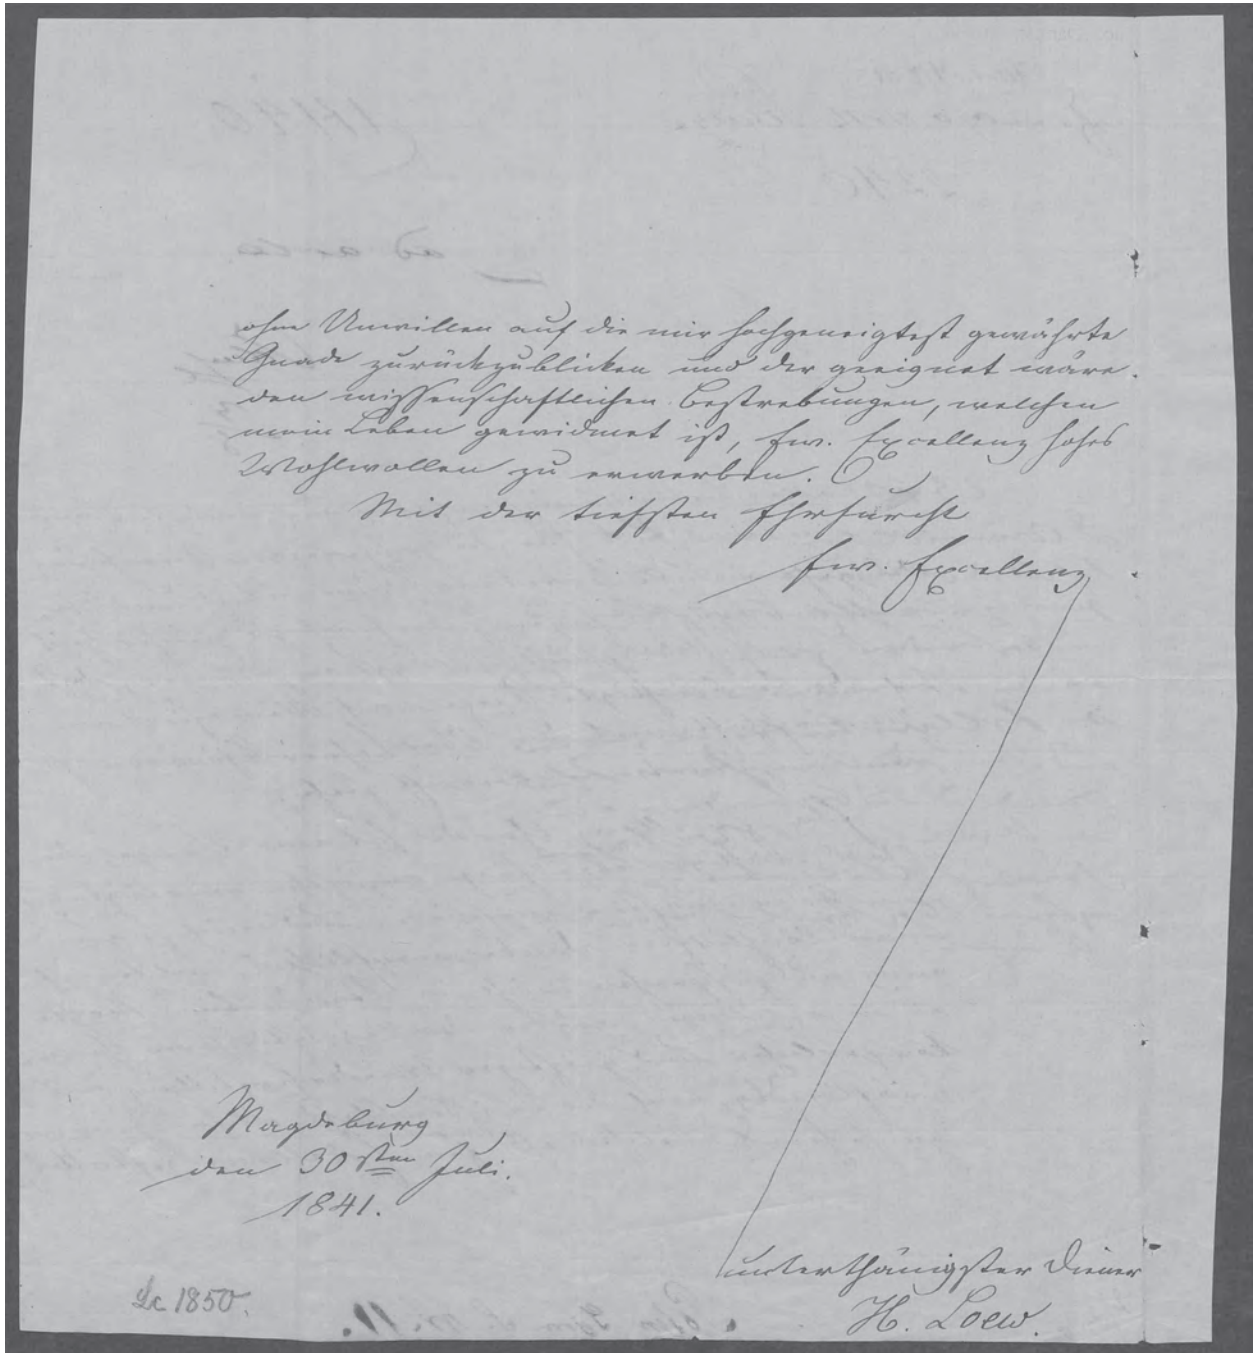 ohne Unwillen auf die mir hochgeneigtest gewährte
Gnade zurückzublicken und der geeignet wäre.
den wissenschaftlichen Bestrebungen, welchen
mein Leben gewidmet ist, Ew. Excellenz hohes
Wohlwollen zu erwerben.
Mit der tiefsten Ehrfurcht
Ew. Excellenz
Magdeburg
den 30sten Juli.
1841.
unterthänigster Diener
H. Loew.
Lc 1850.